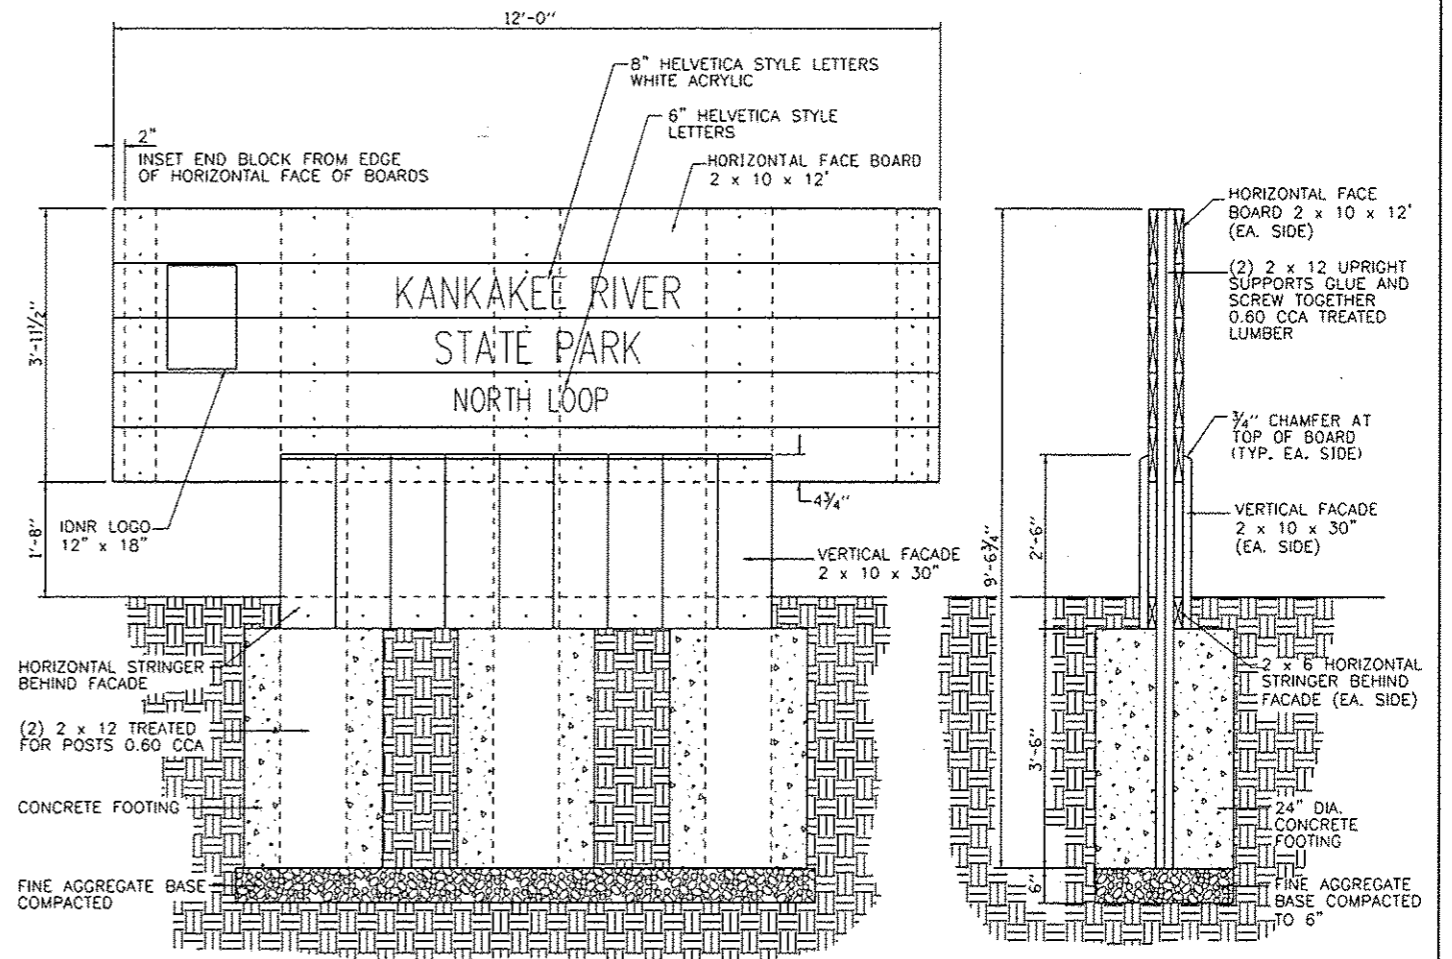 12'-0"
8" HELVETICA STYLE LETTERS
WHITE ACRYLIC
6" HELVETICA STYLE
LETTERS
2"
INSET END BLOCK FROM EDGE
OF HORIZONTAL FACE OF BOARDS
HORIZONTAL FACE BOARD
2 x 10 x 12'
KANKAKEE RIVER
STATE PARK
NORTH LOOP
3'-11½"
1'-8"
IDNR LOGO
12" x 18"
4¾"
VERTICAL FACADE
2 x 10 x 30"
HORIZONTAL STRINGER
BEHIND FACADE
(2) 2 x 12 TREATED
FOR POSTS 0.60 CCA
CONCRETE FOOTING
FINE AGGREGATE BASE
COMPACTED
HORIZONTAL FACE
BOARD 2 x 10 x 12'
(EA. SIDE)
(2) 2 x 12 UPRIGHT
SUPPORTS GLUE AND
SCREW TOGETHER
0.60 CCA TREATED
LUMBER
¾" CHAMFER AT
TOP OF BOARD
(TYP. EA. SIDE)
VERTICAL FACADE
2 x 10 x 30"
(EA. SIDE)
9'-6¾"
2'-6"
3'-6"
6"
2 x 6 HORIZONTAL
STRINGER BEHIND
FACADE (EA. SIDE)
24" DIA.
CONCRETE
FOOTING
FINE AGGREGATE
BASE COMPACTED
TO 6"